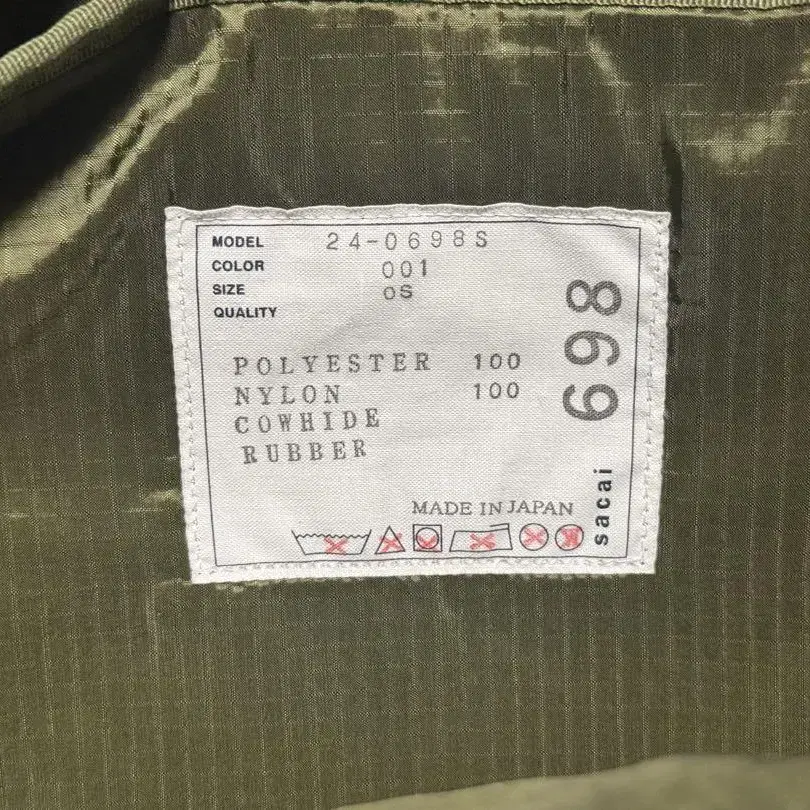 MODEL 24-0698S
COLOR 001
SIZE OS
QUALITY
POLYESTER 100
NYLON 100
COWHIDE
RUBBER
MADE IN JAPAN
sacai 698